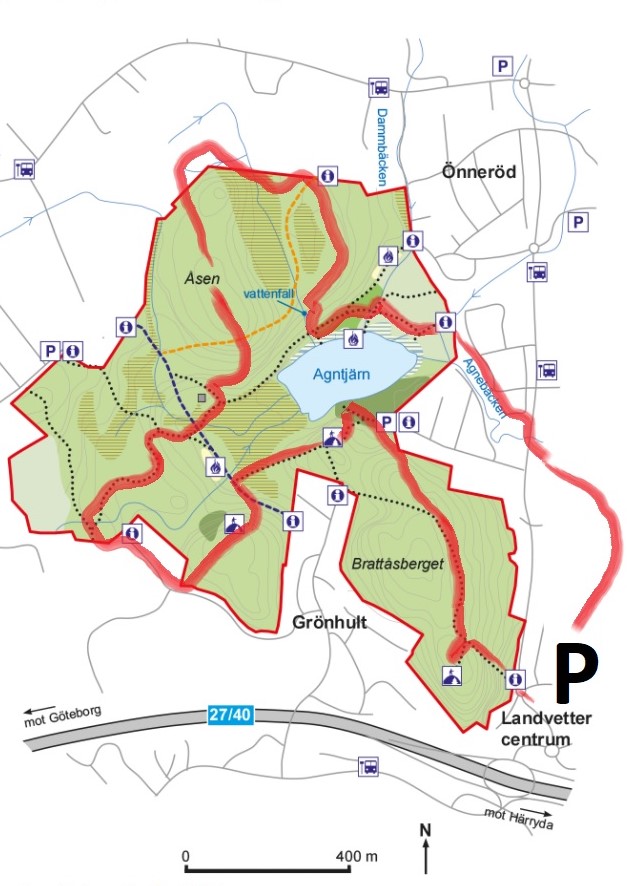 P
Dammbäcken
Önneröd
P
Åsen
vattenfall
P
Agntjärn
Agnebäcken
P
Brattåsberget
Grönhult
P
mot Göteborg
27/40
Landvetter
centrum
mot Härryda
N
0
400 m